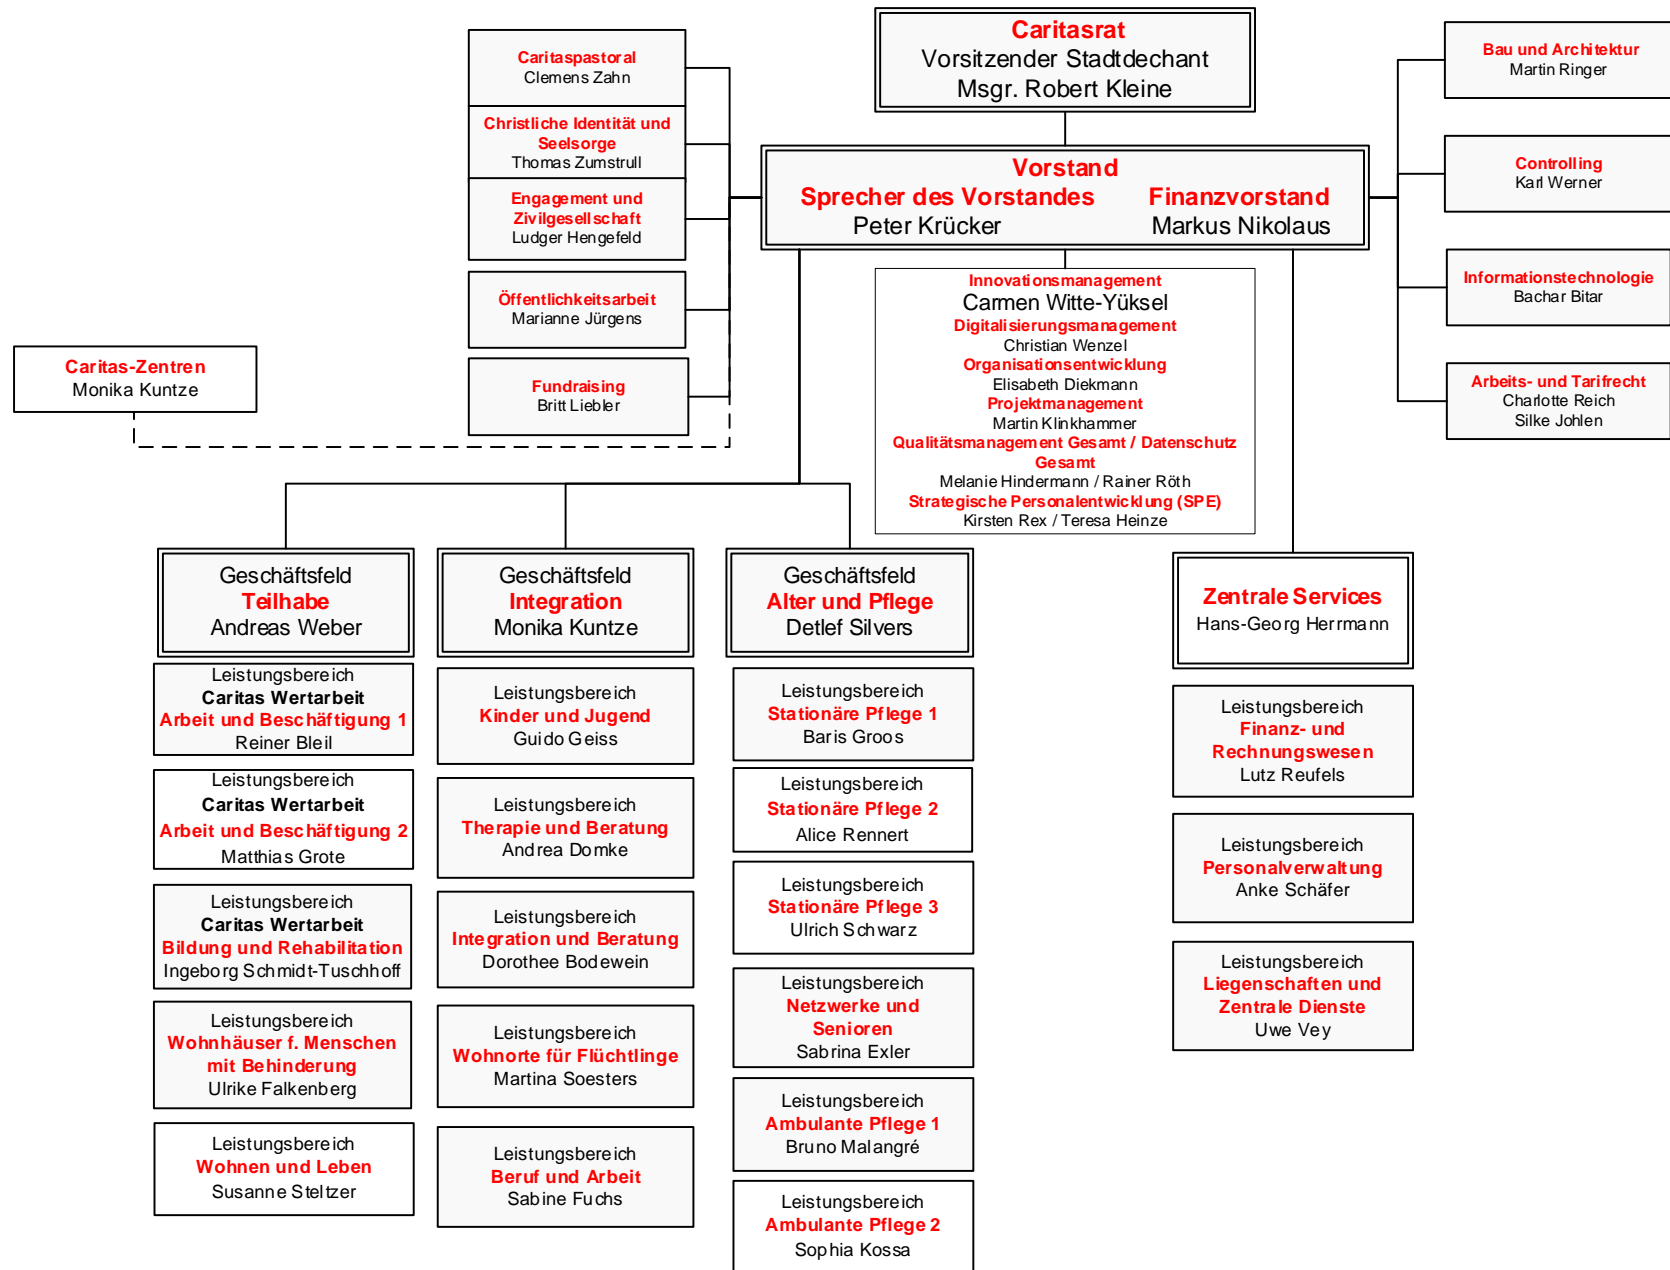 Caritasrat
Vorsitzender Stadtdechant
Msgr. Robert Kleine
Vorstand
Sprecher des Vorstandes Finanzvorstand
Peter Krücker Markus Nikolaus
Caritaspastoral
Clemens Zahn
Christliche Identität und
Seelsorge
Thomas Zumstrull
Engagement und
Zivilgesellschaft
Ludger Hengefeld
Öffentlichkeitsarbeit
Marianne Jürgens
Fundraising
Britt Liebler
Caritas-Zentren
Monika Kuntze
Bau und Architektur
Martin Ringer
Controlling
Karl Werner
Informationstechnologie
Bachar Bitar
Arbeits- und Tarifrecht
Charlotte Reich
Silke Johlen
Innovationsmanagement
Carmen Witte-Yüksel
Digitalisierungsmanagement
Christian Wenzel
Organisationsentwicklung
Elisabeth Diekmann
Projektmanagement
Martin Klinkhammer
Qualitätsmanagement Gesamt / Datenschutz
Gesamt
Melanie Hindermann / Rainer Röth
Strategische Personalentwicklung (SPE)
Kirsten Rex / Teresa Heinze
Geschäftsfeld
Teilhabe
Andreas Weber
Leistungsbereich
Caritas Wertarbeit
Arbeit und Beschäftigung 1
Reiner Bleil
Leistungsbereich
Caritas Wertarbeit
Arbeit und Beschäftigung 2
Matthias Grote
Leistungsbereich
Caritas Wertarbeit
Bildung und Rehabilitation
Ingeborg Schmidt-Tuschhoff
Leistungsbereich
Wohnhäuser f. Menschen
mit Behinderung
Ulrike Falkenberg
Leistungsbereich
Wohnen und Leben
Susanne Steltzer
Geschäftsfeld
Integration
Monika Kuntze
Leistungsbereich
Kinder und Jugend
Guido Geiss
Leistungsbereich
Therapie und Beratung
Andrea Domke
Leistungsbereich
Integration und Beratung
Dorothee Bodewein
Leistungsbereich
Wohnorte für Flüchtlinge
Martina Soesters
Leistungsbereich
Beruf und Arbeit
Sabine Fuchs
Geschäftsfeld
Alter und Pflege
Detlef Silvers
Leistungsbereich
Stationäre Pflege 1
Baris Groos
Leistungsbereich
Stationäre Pflege 2
Alice Rennert
Leistungsbereich
Stationäre Pflege 3
Ulrich Schwarz
Leistungsbereich
Netzwerke und
Senioren
Sabrina Exler
Leistungsbereich
Ambulante Pflege 1
Bruno Malangré
Leistungsbereich
Ambulante Pflege 2
Sophia Kossa
Zentrale Services
Hans-Georg Herrmann
Leistungsbereich
Finanz- und
Rechnungswesen
Lutz Reufels
Leistungsbereich
Personalverwaltung
Anke Schäfer
Leistungsbereich
Liegenschaften und
Zentrale Dienste
Uwe Vey